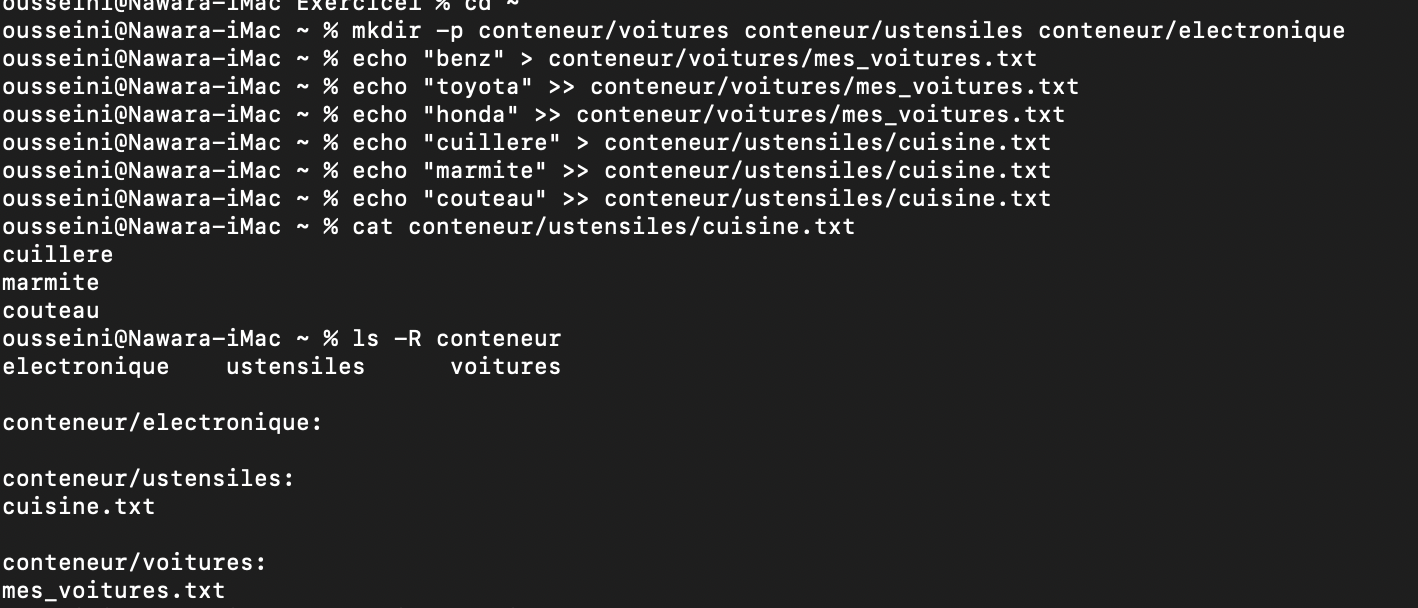 ousseini@Nawara-iMac Exercice1 % cd ~
ousseini@Nawara-iMac ~ % mkdir -p conteneur/voitures conteneur/ustensiles conteneur/electronique
ousseini@Nawara-iMac ~ % echo "benz" > conteneur/voitures/mes_voitures.txt
ousseini@Nawara-iMac ~ % echo "toyota" >> conteneur/voitures/mes_voitures.txt
ousseini@Nawara-iMac ~ % echo "honda" >> conteneur/voitures/mes_voitures.txt
ousseini@Nawara-iMac ~ % echo "cuillere" > conteneur/ustensiles/cuisine.txt
ousseini@Nawara-iMac ~ % echo "marmite" >> conteneur/ustensiles/cuisine.txt
ousseini@Nawara-iMac ~ % echo "couteau" >> conteneur/ustensiles/cuisine.txt
ousseini@Nawara-iMac ~ % cat conteneur/ustensiles/cuisine.txt
cuillere
marmite
couteau
ousseini@Nawara-iMac ~ % ls -R conteneur
electronique    ustensiles      voitures

conteneur/electronique:

conteneur/ustensiles:
cuisine.txt

conteneur/voitures:
mes_voitures.txt